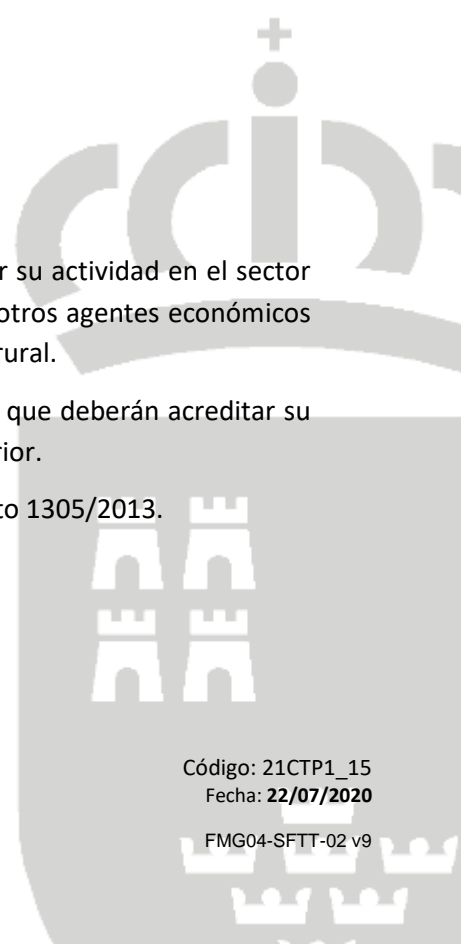 r su actividad en el sector
otros agentes económicos
rural.
que deberán acreditar su
rior.
to 1305/2013.
Código: 21CTP1_15
Fecha: 22/07/2020
FMG04-SFTT-02 v9